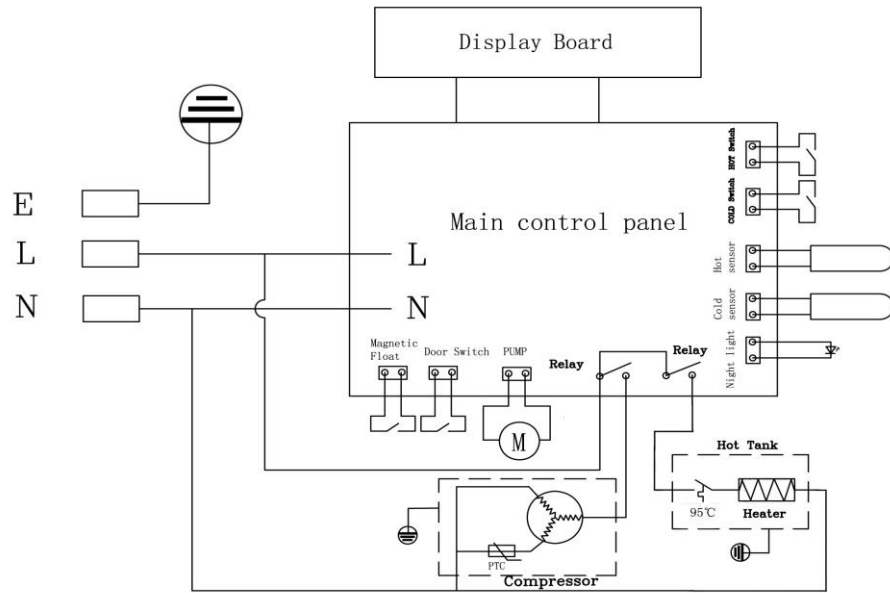 Display Board
E
L
N
Main control panel
L
N
HOT Switch
COLD Switch
Hot
sensor
Cold
sensor
Night light
Magnetic
Float
Door Switch
PUMP
Relay
Relay
M
Hot Tank
95℃
Heater
PTC
Compressor